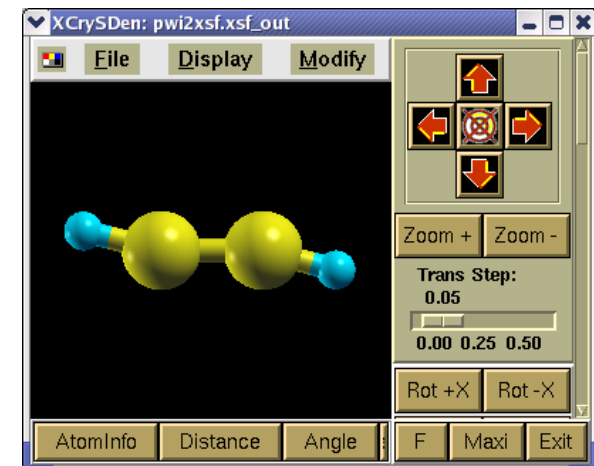 XCrySDen: pwi2xsf.xsf_out
File Display Modify
Zoom + Zoom -
Trans Step:
0.05
0.00 0.25 0.50
Rot +X Rot -X
AtomInfo Distance Angle F Maxi Exit